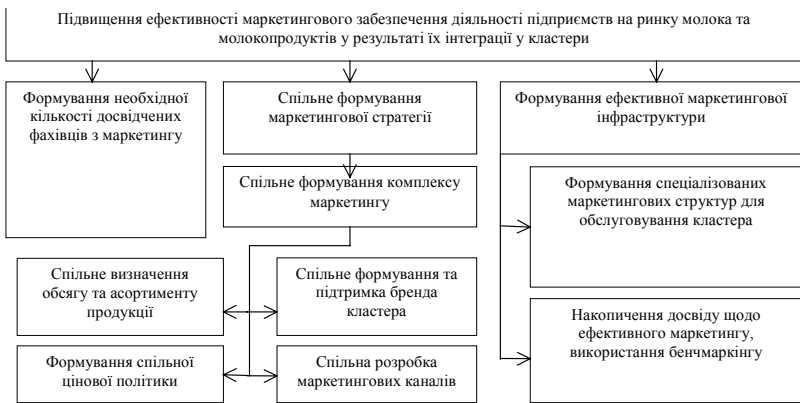 Підвищення ефективності маркетингового забезпечення діяльності підприємств на ринку молока та
молокопродуктів у результаті їх інтеграції у кластери
Формування необхідної
кількості досвідчених
фахівців з маркетингу
Спільне формування
маркетингової стратегії
Формування ефективної маркетингової
інфраструктури
Спільне формування комплексу
маркетингу
Формування спеціалізованих
маркетингових структур для
обслуговування кластера
Спільне визначення
обсягу та асортименту
продукції
Спільне формування та
підтримка бренда
кластера
Накопичення досвіду щодо
ефективного маркетингу,
використання бенчмаркінгу
Формування спільної
цінової політики
Спільна розробка
маркетингових каналів